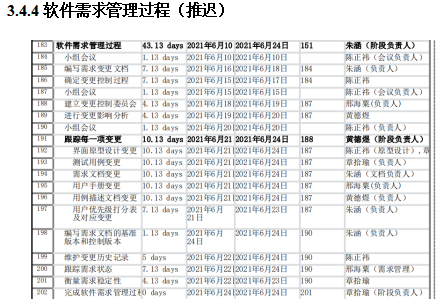 3.4.4 软件需求管理过程（推迟）
183 软件需求管理过程 43.13 days 2021年6月10 2021年6月24日 151 朱涵（阶段负责人）
184 小组会议 1.13 days 2021年6月10 2021年6月10日 陈正祎（会议负责人）
185 编写需求变更文档 7.13 days 2021年6月11 2021年6月18日 184 朱涵（负责人）
186 确定变更控制过程 7.13 days 2021年6月11 2021年6月17日 184 陈正祎（负责人）
187 小组会议 1.13 days 2021年6月15 2021年6月15日 陈正祎（会议负责人）
188 建立变更控制委员会 4.13 days 2021年6月16 2021年6月19日 187 邢海粟（负责人）
189 进行变更影响分析 4.13 days 2021年6月16 2021年6月19日 187 黄德煜
190 小组会议 1.13 days 2021年6月20 2021年6月20日 陈正祎（负责人）
191 跟踪每一项变更 10.13 days 2021年6月21 2021年6月24日 188 黄德煜（阶段负责人）
192 界面原型设计变更 10.13 days 2021年6月21 2021年6月24日 187 陈正祎（原型设计）, 章
193 测试用例变更 10.13 days 2021年6月21 2021年6月24日 187 章拾瑜（负责人）
194 需求文档变更 10.13 days 2021年6月21 2021年6月24日 187 朱涵（文档负责人）
195 用户手册变更 10.13 days 2021年6月21 2021年6月24日 187 邢海粟（负责人）
196 用例描述文档变更 10.13 days 2021年6月21 2021年6月24日 187 黄德煜（负责人）
197 用户优先级打分表及对应变更 7.13 days 2021年6月21日 2021年6月23日 187 朱涵（负责人）
198 编写需求文档的基准版本和控制版本 1.13 days 2021年6月24日 2021年6月24日 190 朱涵（负责人）
199 维护变更历史记录 5 days 2021年6月22 2021年6月24日 190 陈正祎
200 跟踪需求状态 7.13 days 2021年6月22 2021年6月24日 190 邢海粟（需求管理）
201 衡量需求稳定性 4.13 days 2021年6月23 2021年6月24日 190 章拾瑜
202 完成软件需求管理过程 0 days 2021年6月24 2021年6月24日 201 章拾瑜（阶段负责人）